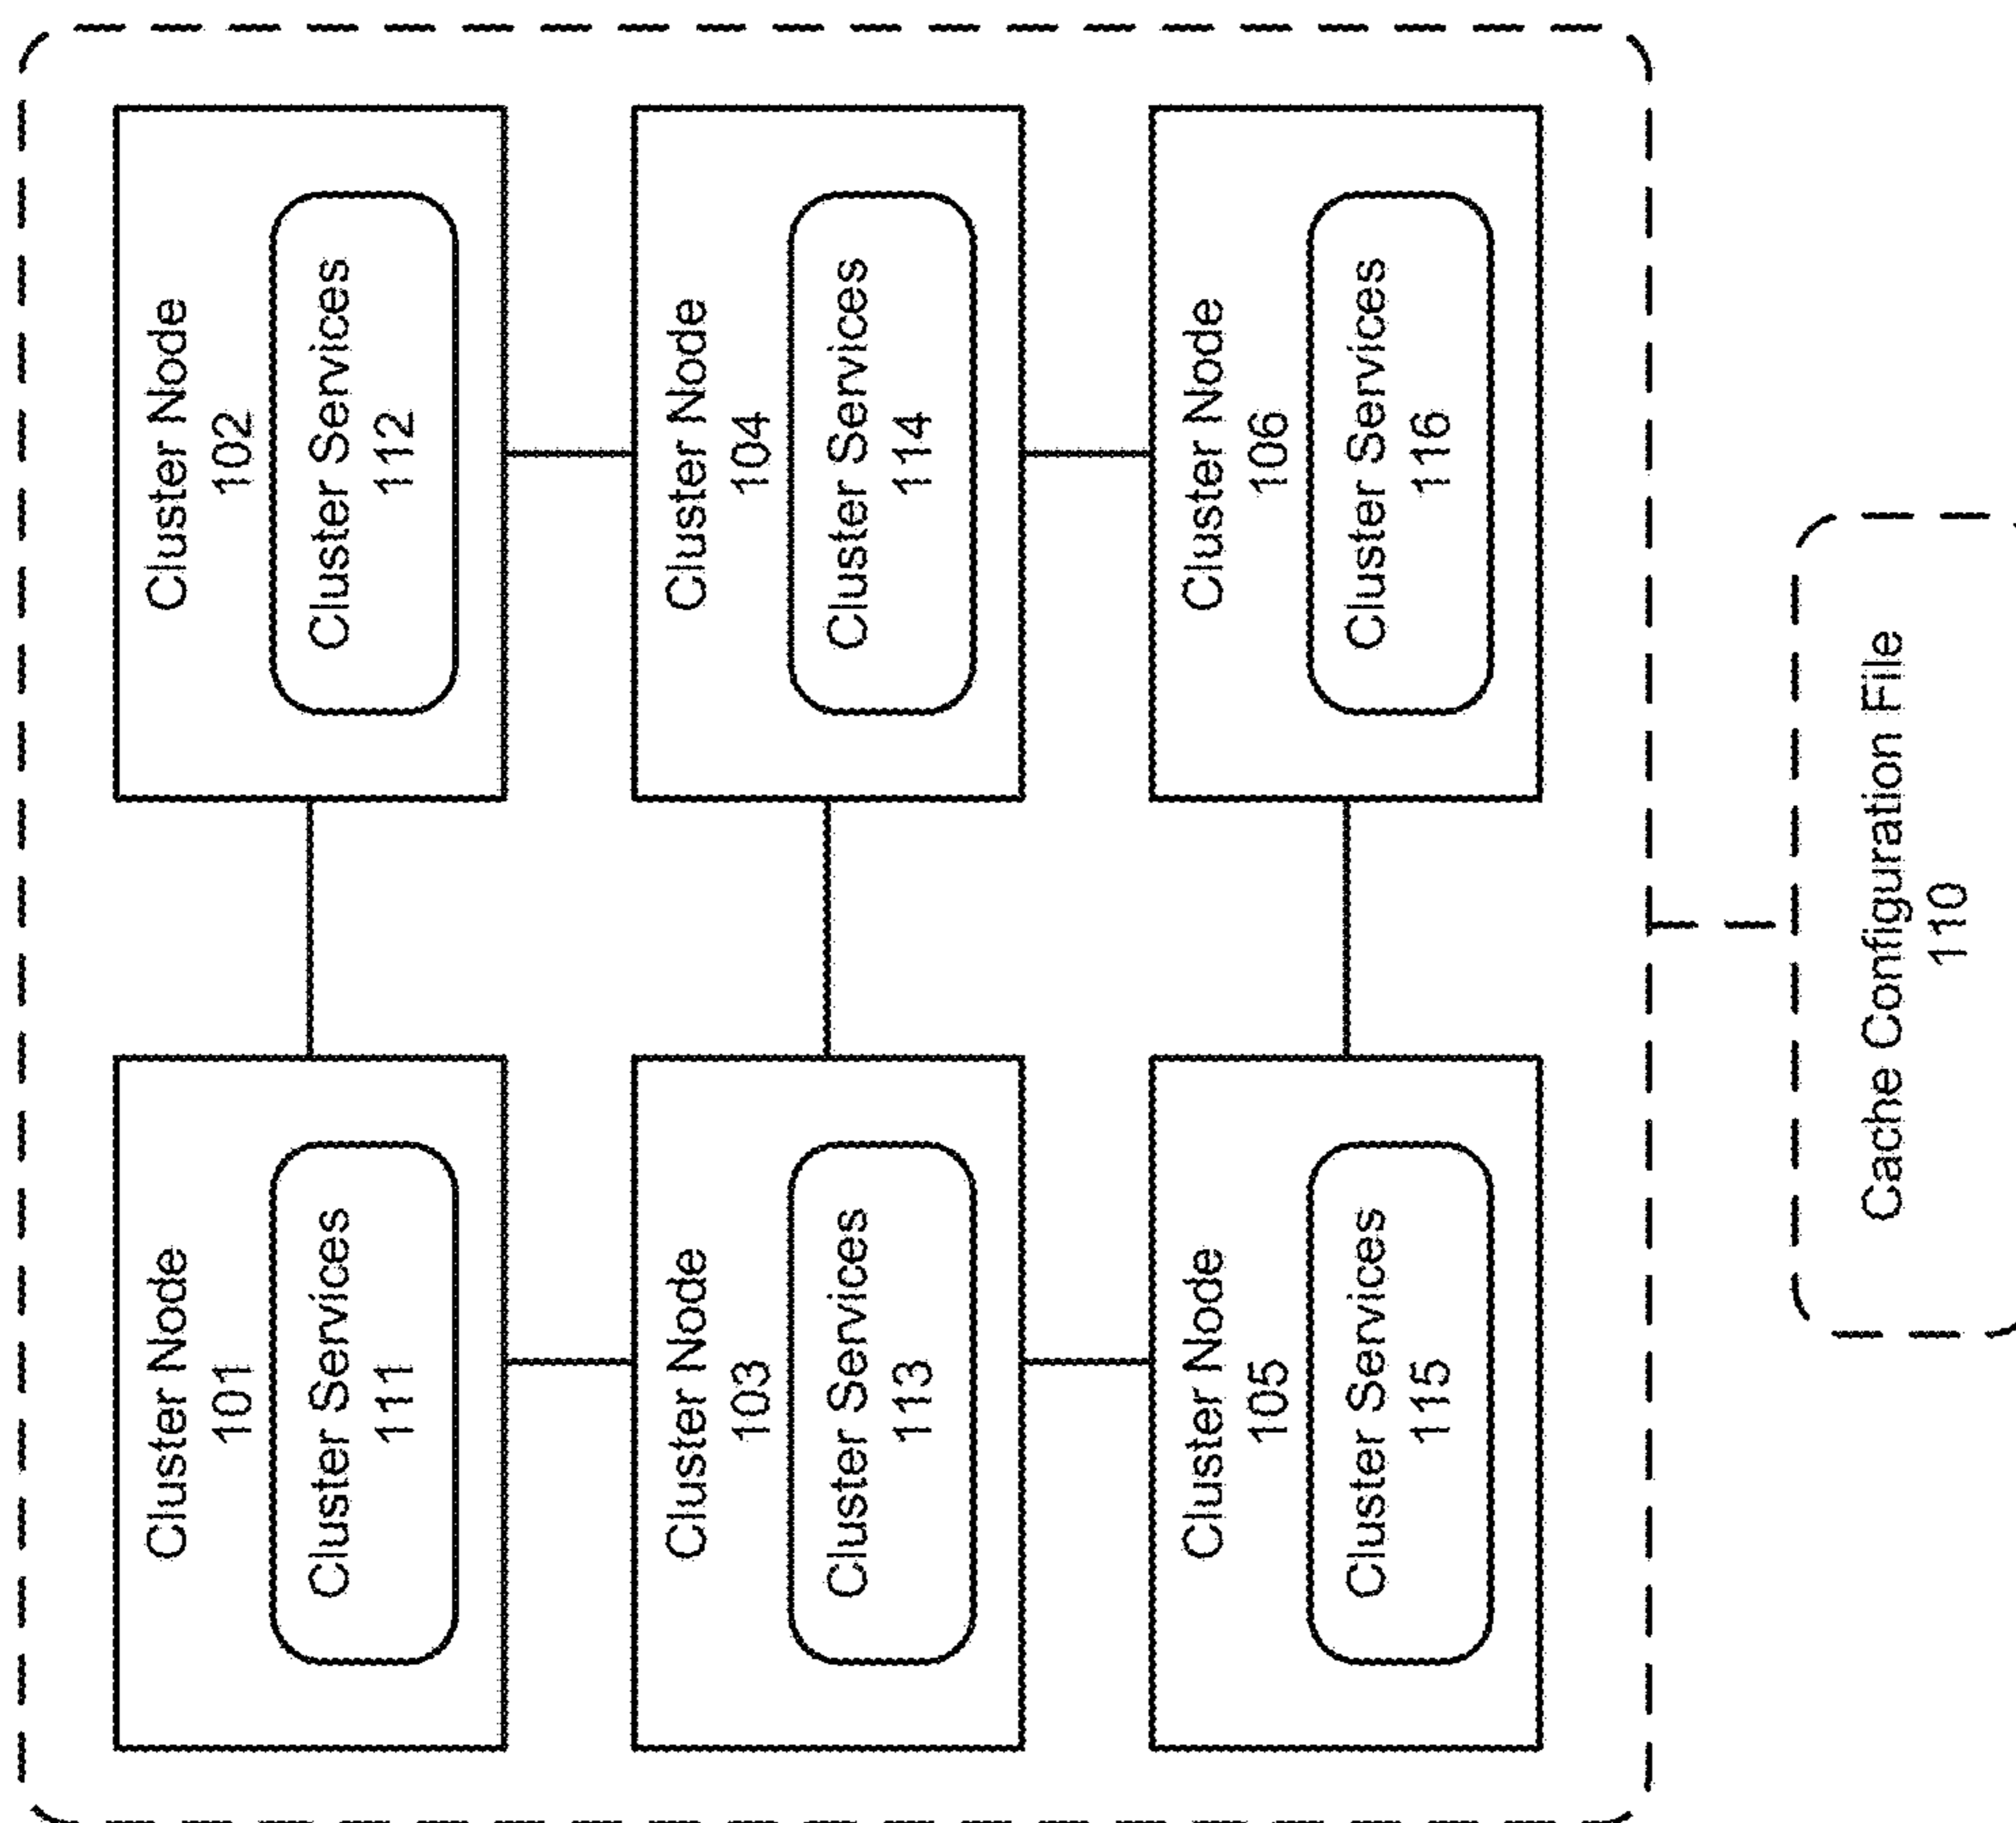 Cluster Node
101
Cluster Services
111
Cluster Node
102
Cluster Services
112
Cluster Node
103
Cluster Services
113
Cluster Node
104
Cluster Services
114
Cluster Node
105
Cluster Services
115
Cluster Node
106
Cluster Services
116
Cache Configuration File
110